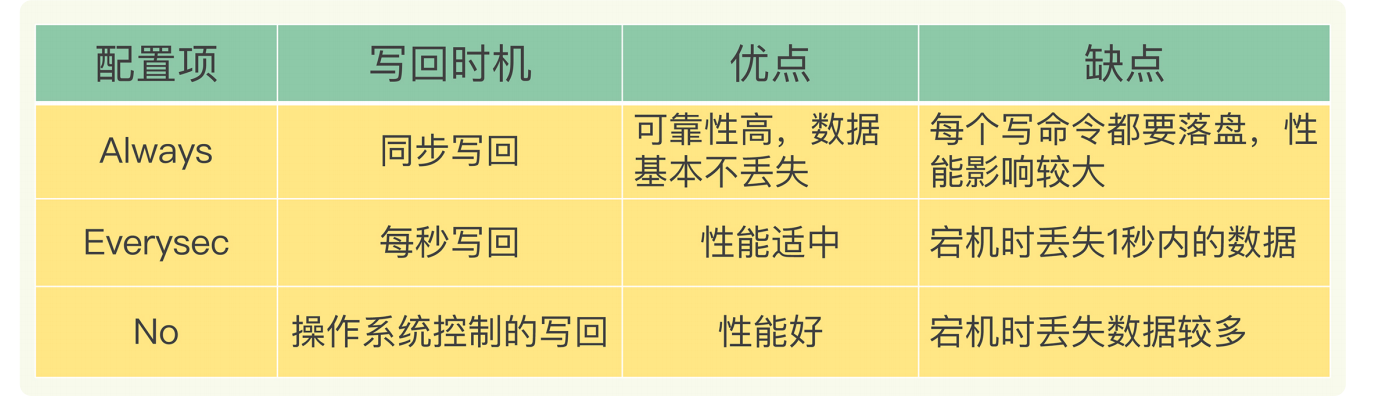 配置项 写回时机 优点 缺点
Always 同步写回 可靠性高，数据基本不丢失 每个写命令都要落盘，性能影响较大
Everysec 每秒写回 性能适中 宕机时丢失1秒内的数据
No 操作系统控制的写回 性能好 宕机时丢失数据较多